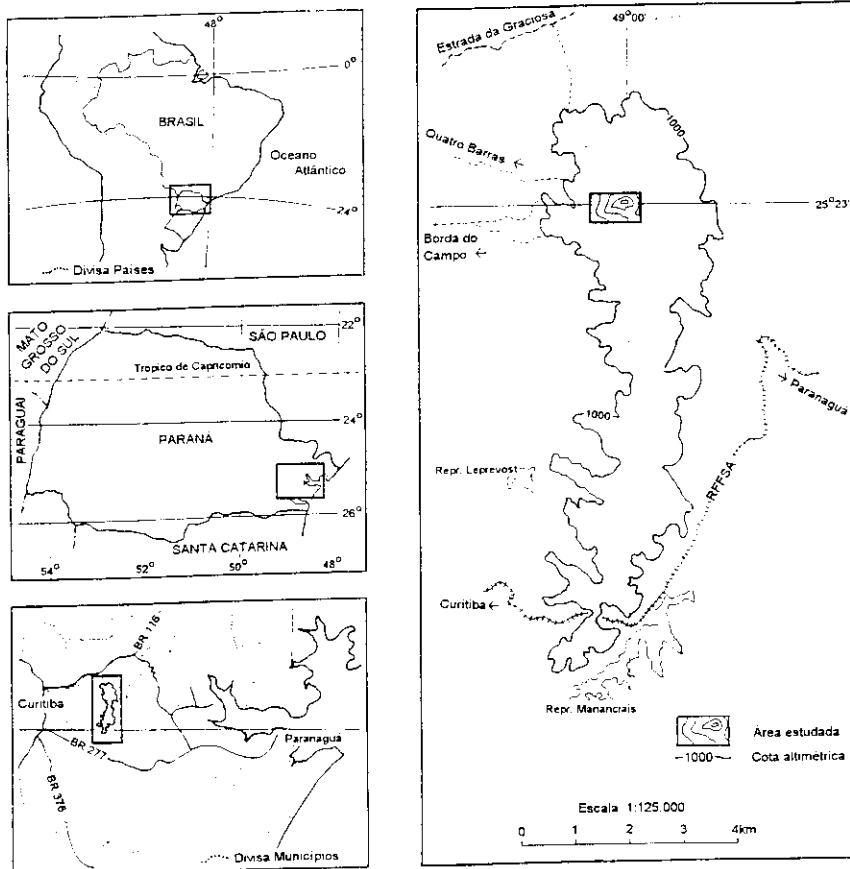 48°
0°
BRASIL
Oceano
Atlántico
24°
Divisa Países
MATO
GROSSO
DO SUL
SÃO PAULO
22°
Tropico de Capricornio
PARAGUAI
PARANÁ
24°
26°
SANTA CATARINA
54°
52°
50°
48°
BR 116
Curitiba
BR 277
Paranaguá
BR 376
Divisa Municípios
49°00'
Estrada da Graciosa
1000
Quatro Barras
25°23'
Borda do
Campo
Paranaguá
1000
Repr. Leprevost
RFFSA
Curitiba
Repr. Manancrais
Área estudada
1000 Cota altimétrica
Escala 1:125.000
0 1 2 3 4km